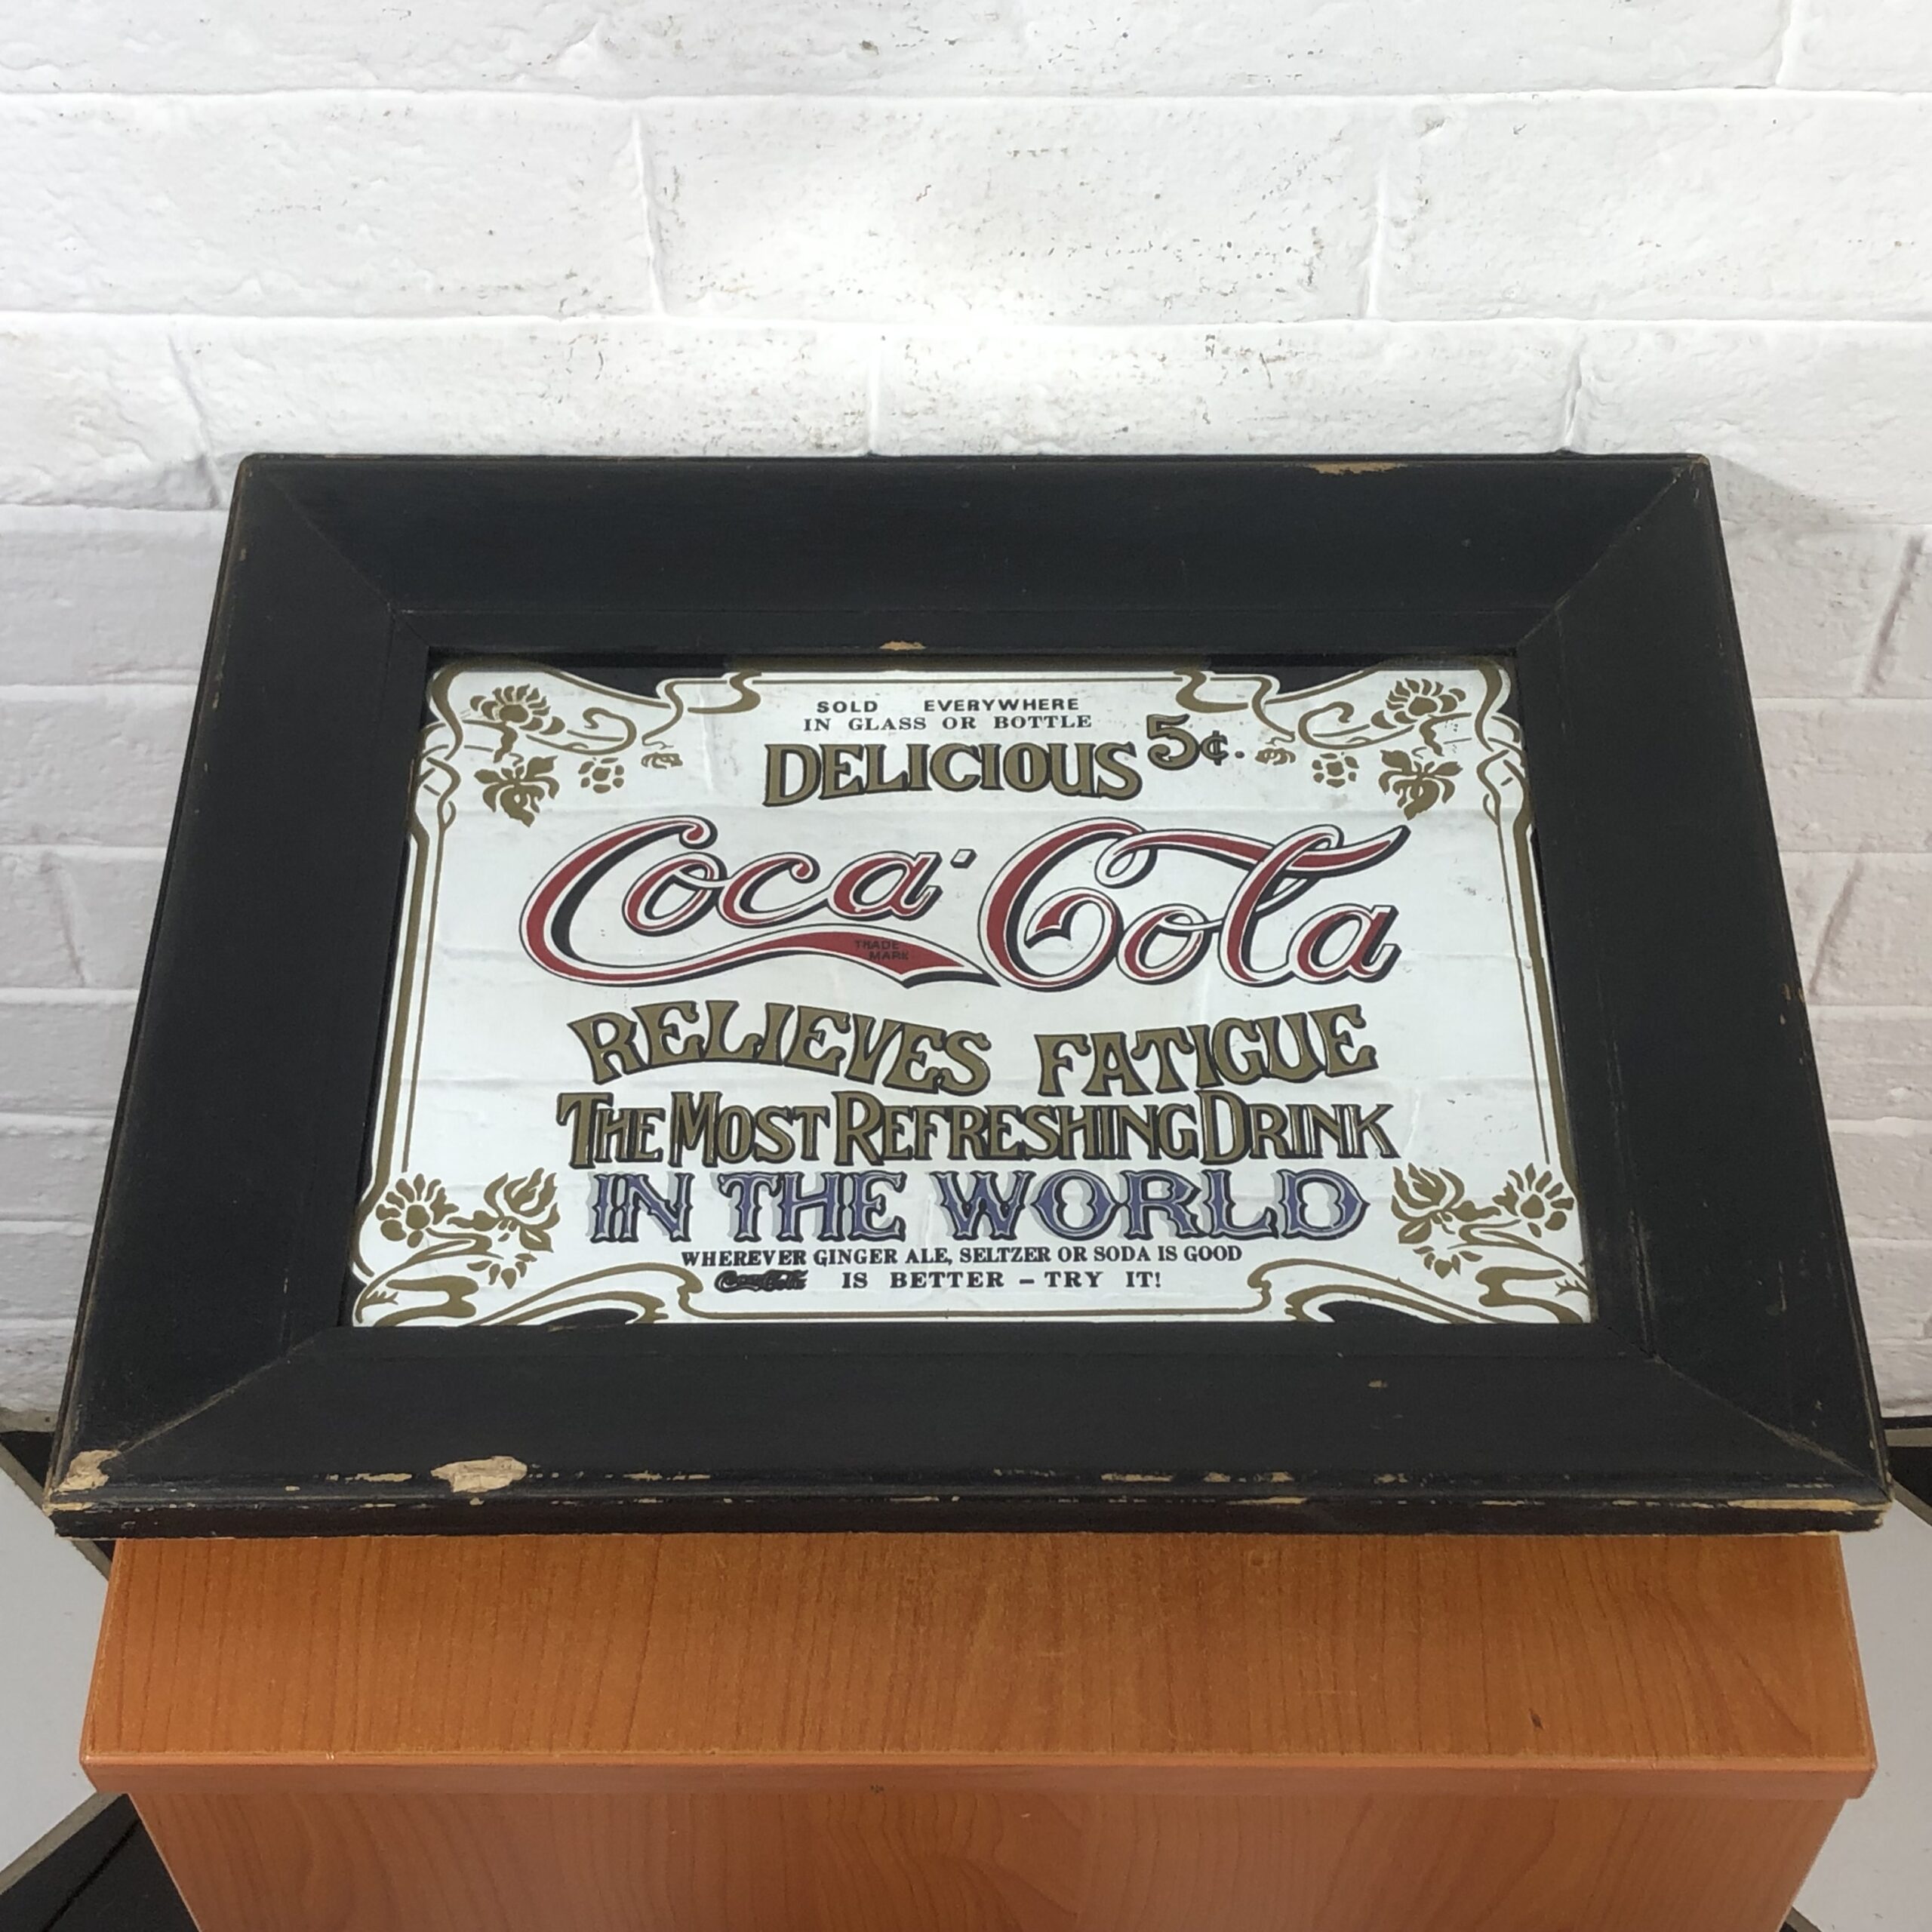 SOLD EVERYWHERE
IN GLASS OR BOTTLE
DELICIOUS 5¢.
Coca-Cola
TRADE
MARK
RELIEVES FATIGUE
THE MOST REFRESHING DRINK
IN THE WORLD
WHEREVER GINGER ALE, SELTZER OR SODA IS GOOD
Coca-Cola IS BETTER – TRY IT!